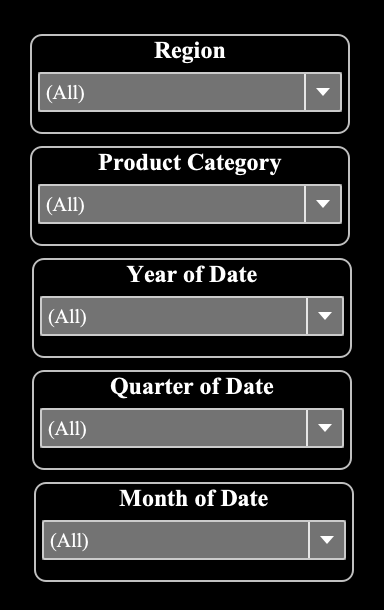 Region
(All)
Product Category
(All)
Year of Date
(All)
Quarter of Date
(All)
Month of Date
(All)